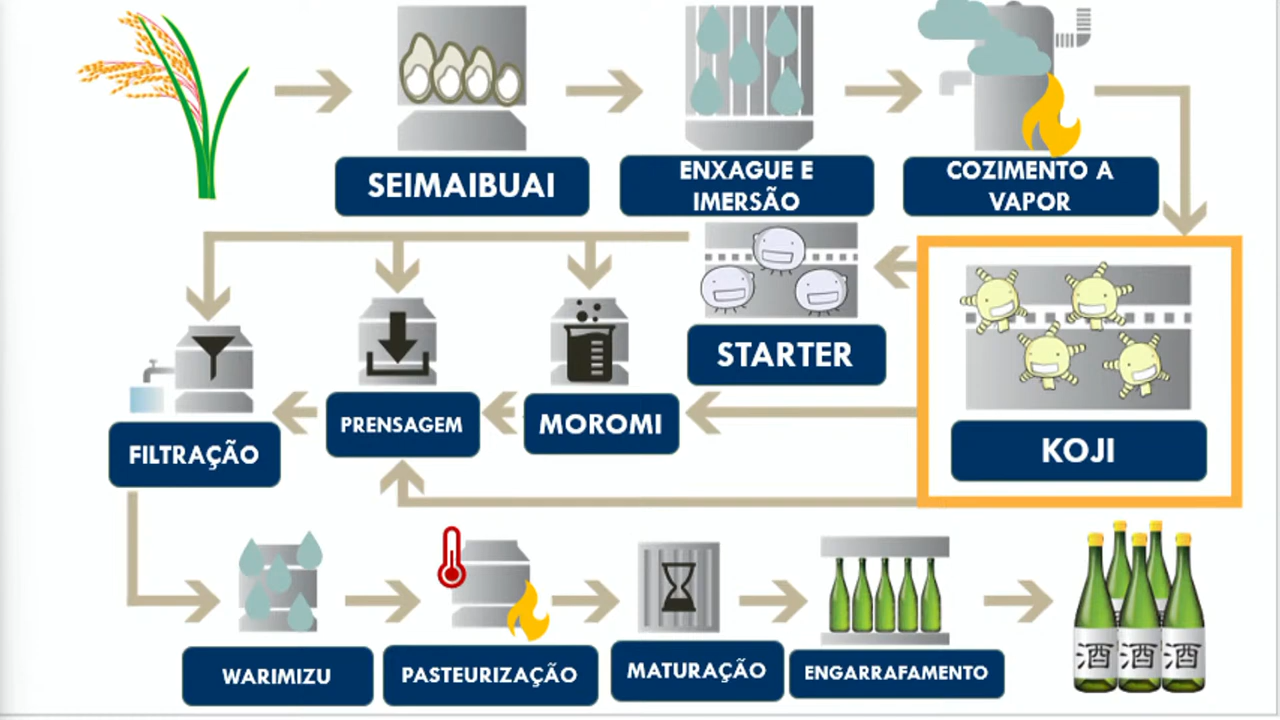 SEIMAIBUAI
ENXAGUE E
IMERSÃO
COZIMENTO A
VAPOR
STARTER
KOJI
MOROMI
PRENSAGEM
FILTRAÇÃO
WARIMIZU
PASTEURIZAÇÃO
MATURAÇÃO
ENGARRAFAMENTO
酒 酒 酒